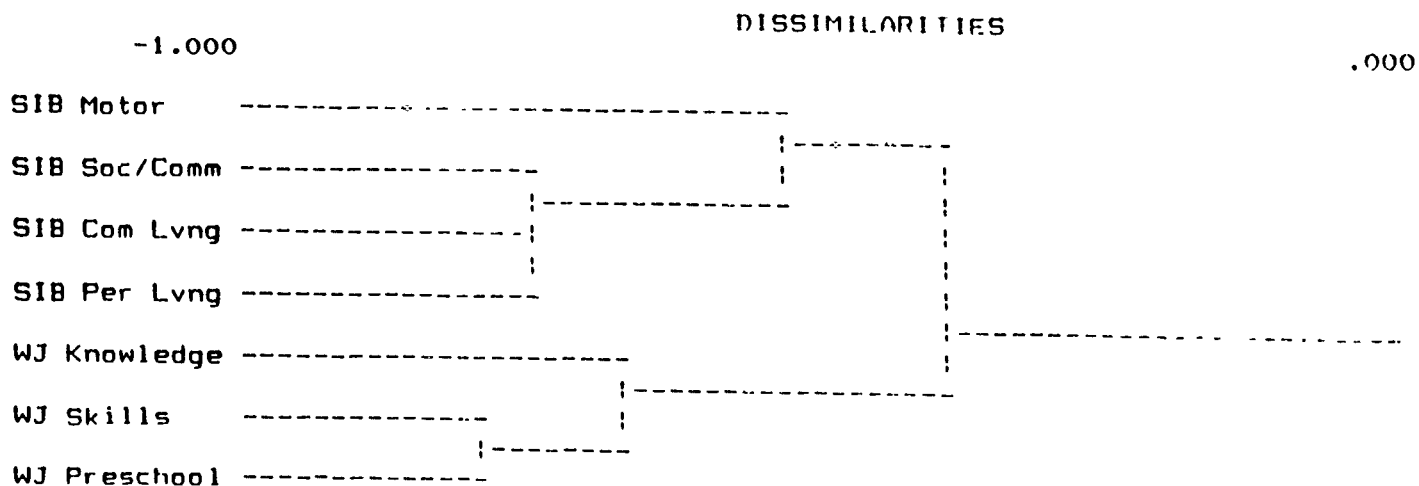 DISSIMILARITIES
-1.000
.000
SIB Motor
SIB Soc/Comm
SIB Com Lvng
SIB Per Lvng
WJ Knowledge
WJ Skills
WJ Preschool